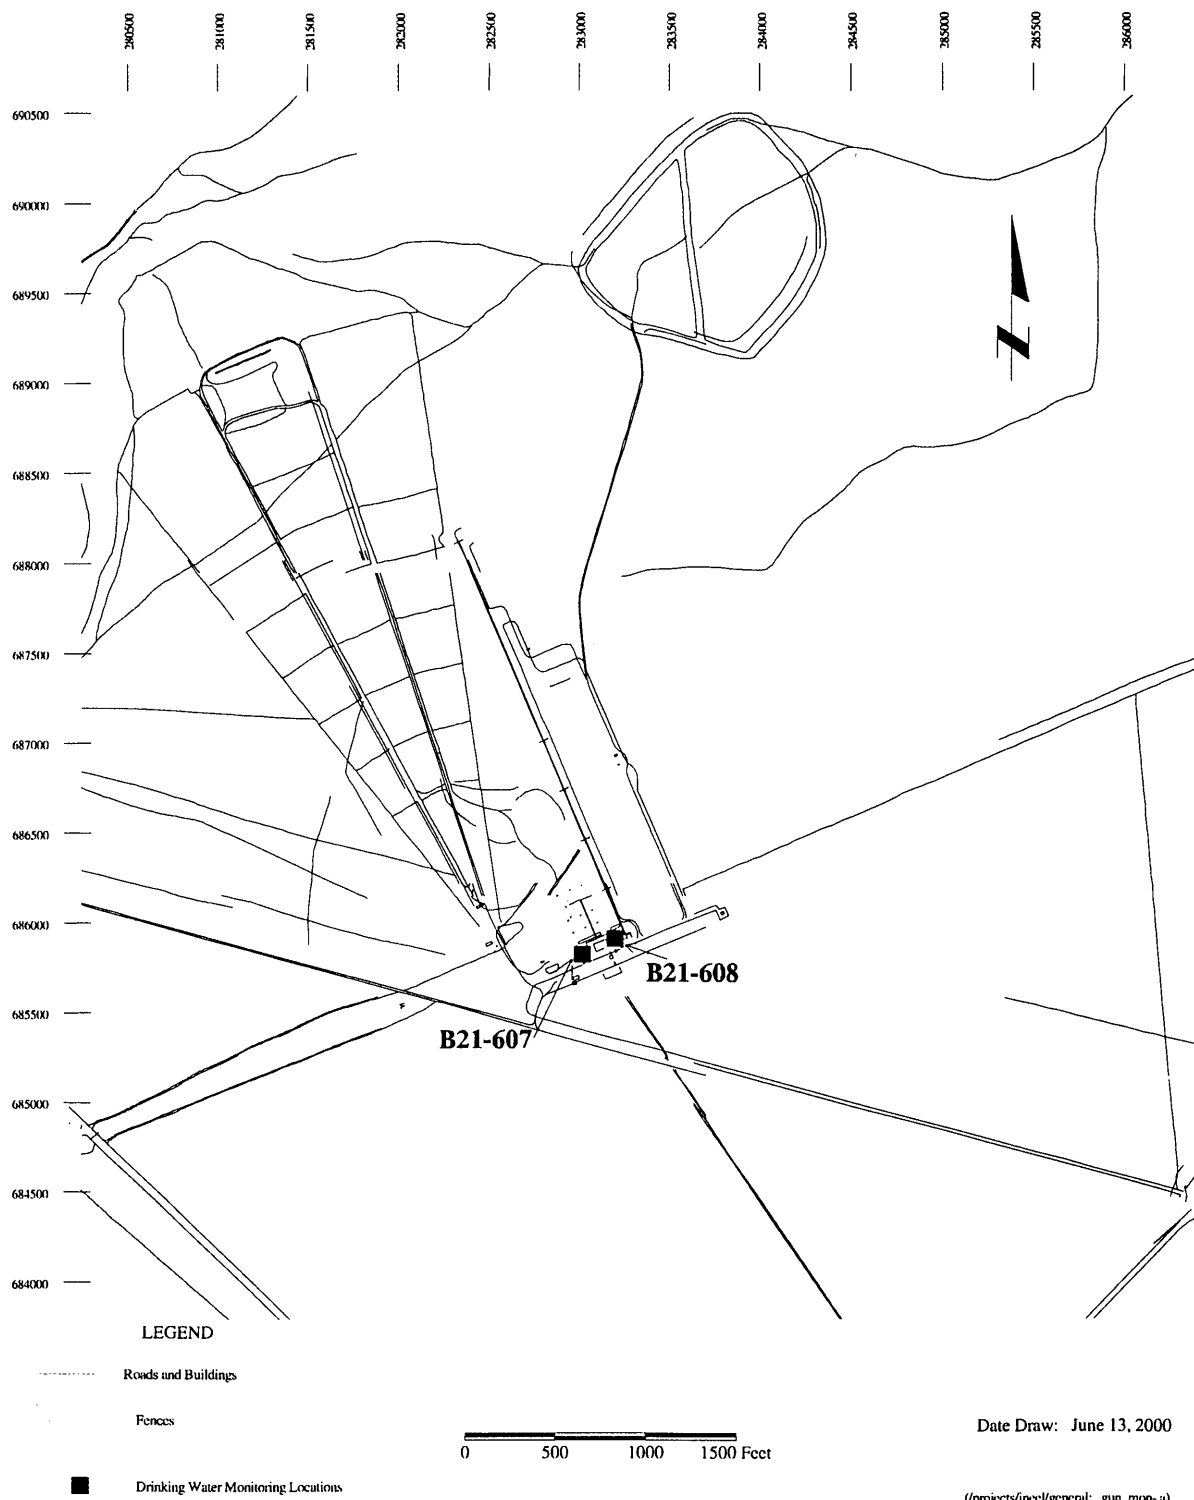 280500 281000 281500 282000 282500 283000 283500 284000 284500 285000 285500 286000
690500
690000
689500
689000
688500
688000
687500
687000
686500
686000
685500
685000
684500
684000
N
B21-608
B21-607
LEGEND
Roads and Buildings
Fences
Drinking Water Monitoring Locations
0 500 1000 1500 Feet
Date Draw: June 13, 2000